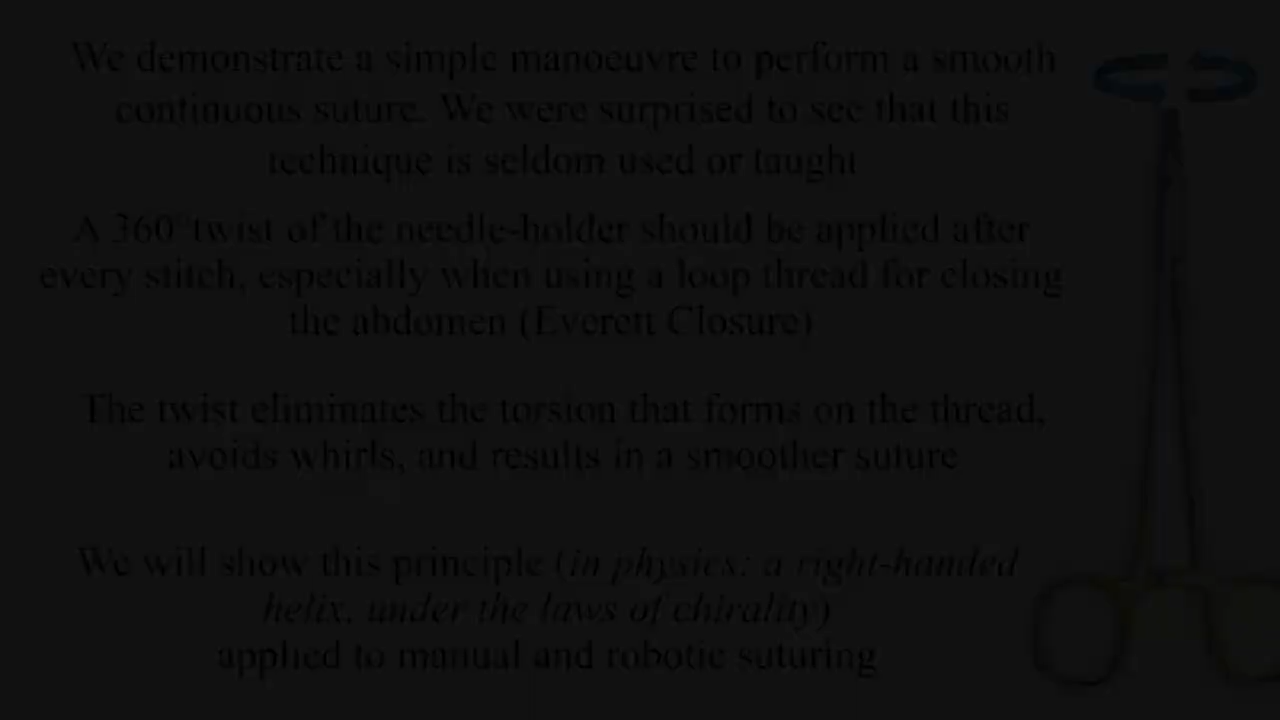 We demonstrate a simple manoeuvre to perform a smooth
continuous suture. We were surprised to see that this
technique is seldom used or taught
A 360°twist of the needle-holder should be applied after
every stitch, especially when using a loop thread for closing
the abdomen (Everett Closure)
The twist eliminates the torsion that forms on the thread,
avoids whirls, and results in a smoother suture
We will show this principle (in physics: a right-handed
helix, under the laws of chirality)
applied to manual and robotic suturing